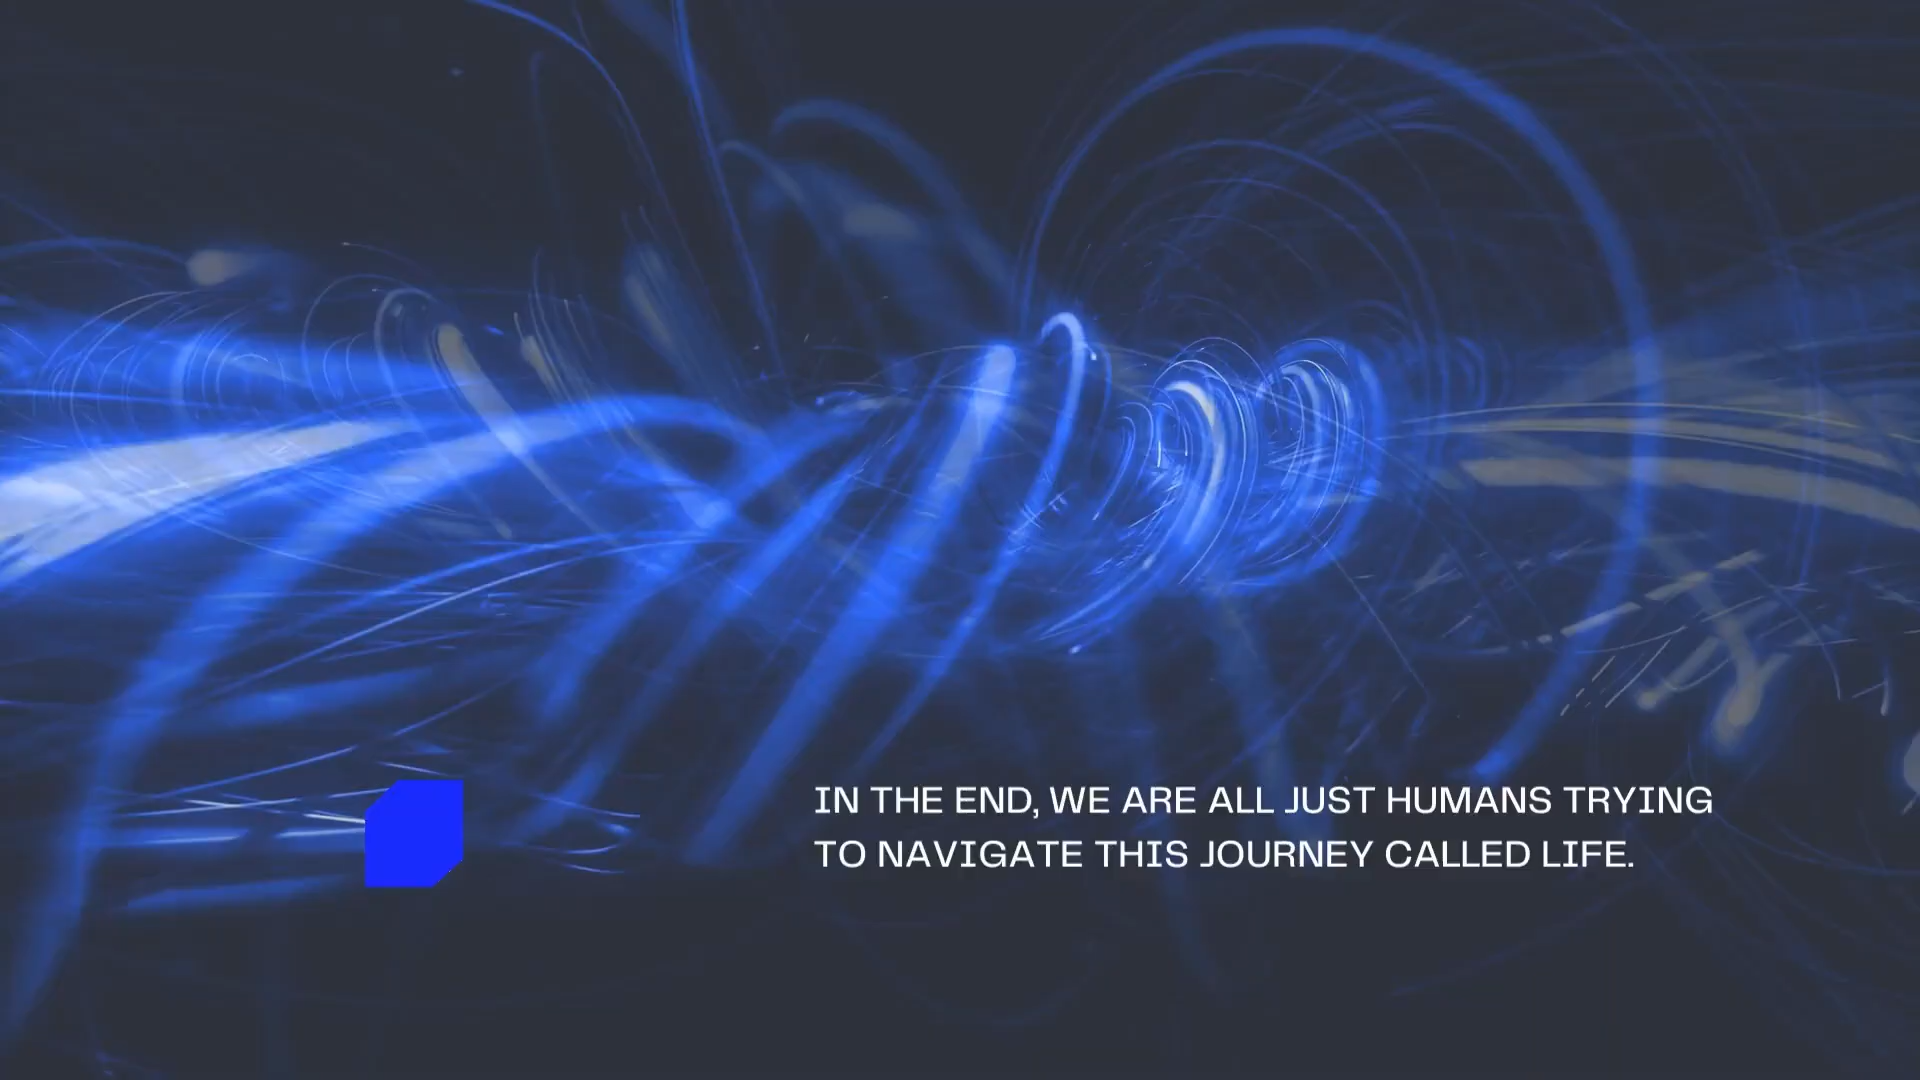 IN THE END, WE ARE ALL JUST HUMANS TRYING
TO NAVIGATE THIS JOURNEY CALLED LIFE.